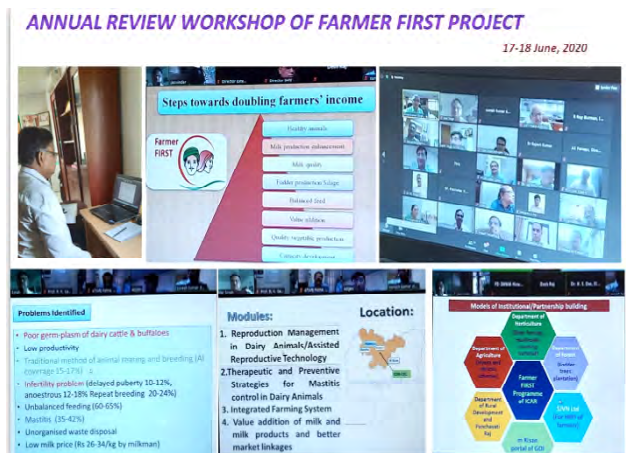 ANNUAL REVIEW WORKSHOP OF FARMER FIRST PROJECT
17-18 June, 2020
Steps towards doubling farmers' income
Farmer
FIRST
Healthy animals
Milk production enhancement
Milk quality
Fodder production/Silage
Balanced feed
Value addition
Quality vegetable production
Capacity development
Problems Identified
• Poor germ-plasm of dairy cattle & buffaloes
• Low productivity
• Traditional method of animal rearing and breeding (AI
coverage 15-17%)
• Infertility problem (delayed puberty 10-12%,
anoestrous 12-18% Repeat breeding 20-24%)
• Unbalanced feeding (60-65%)
• Mastitis (35-42%)
• Unorganised waste disposal
• Low milk price (Rs 26-34/kg by milkman)
Modules:
1. Reproduction Management
in Dairy Animals/Assisted
Reproductive Technology
2.Therapeutic and Preventive
Strategies for Mastitis
control in Dairy Animals
3. Integrated Farming System
4. Value addition of milk and
milk products and better
market linkages
Location:
Models of Institutional/Partnership building
Department of
Horticulture
Department of
Agriculture
Department
of forest
plantation)
Farmer
FIRST
Programme
of ICAR
Department
of Rural
Development
and
Panchayati
Raj
m Kisan
portal of GOI